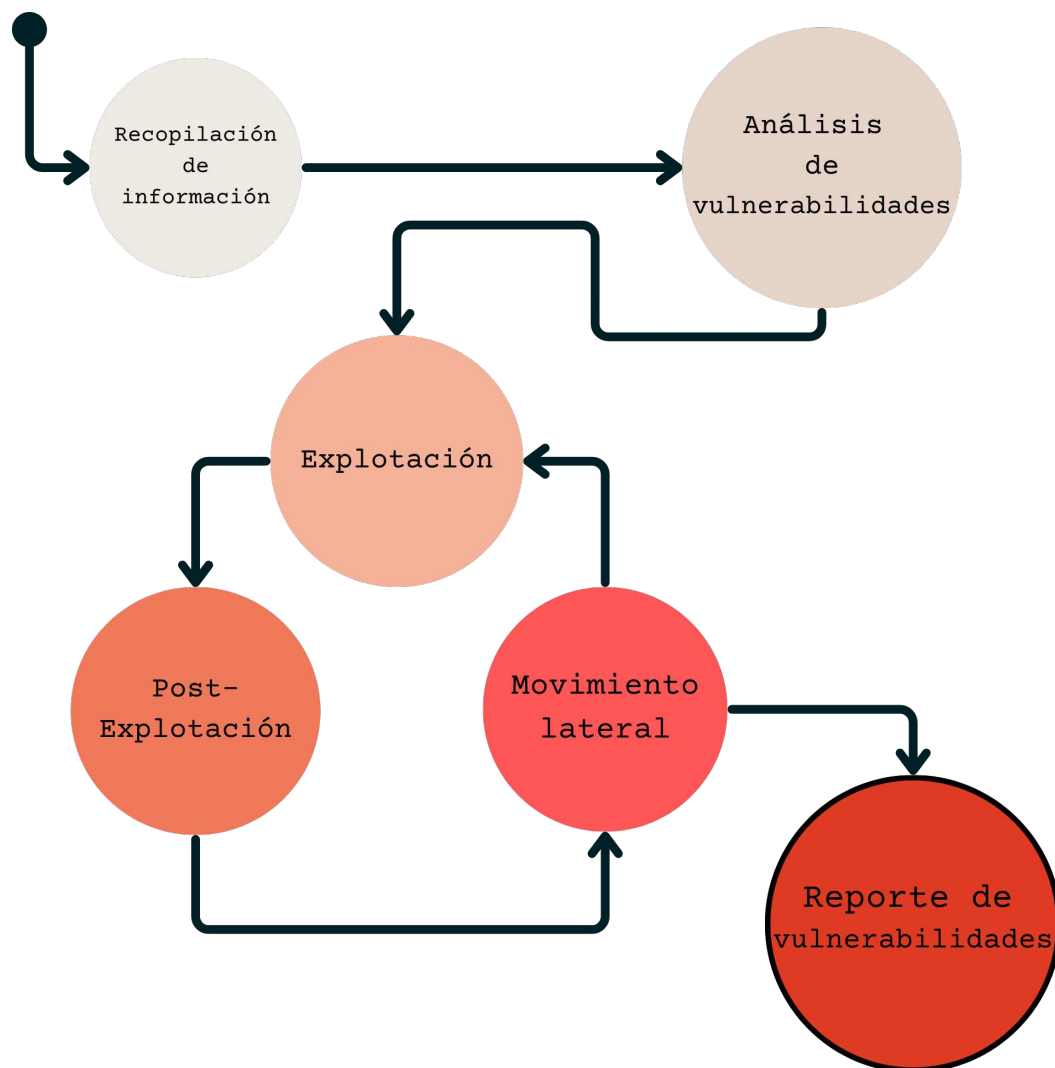 Recopilación
de
información
Análisis
de
vulnerabilidades
Explotación
Post-
Explotación
Movimiento
lateral
Reporte de
vulnerabilidades